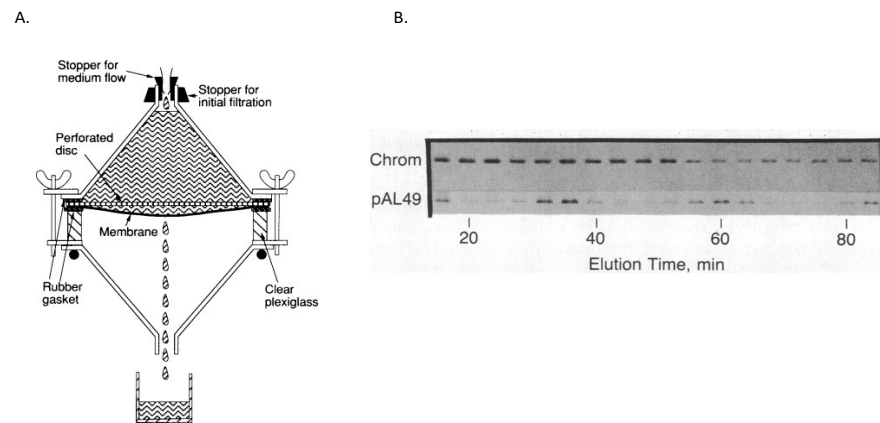 A.
B.
Stopper for
medium flow
Stopper for
initial filtration
Perforated
disc
Membrane
Rubber
gasket
Clear
plexiglass
Chrom
pAL49
20 40 60 80
Elution Time, min